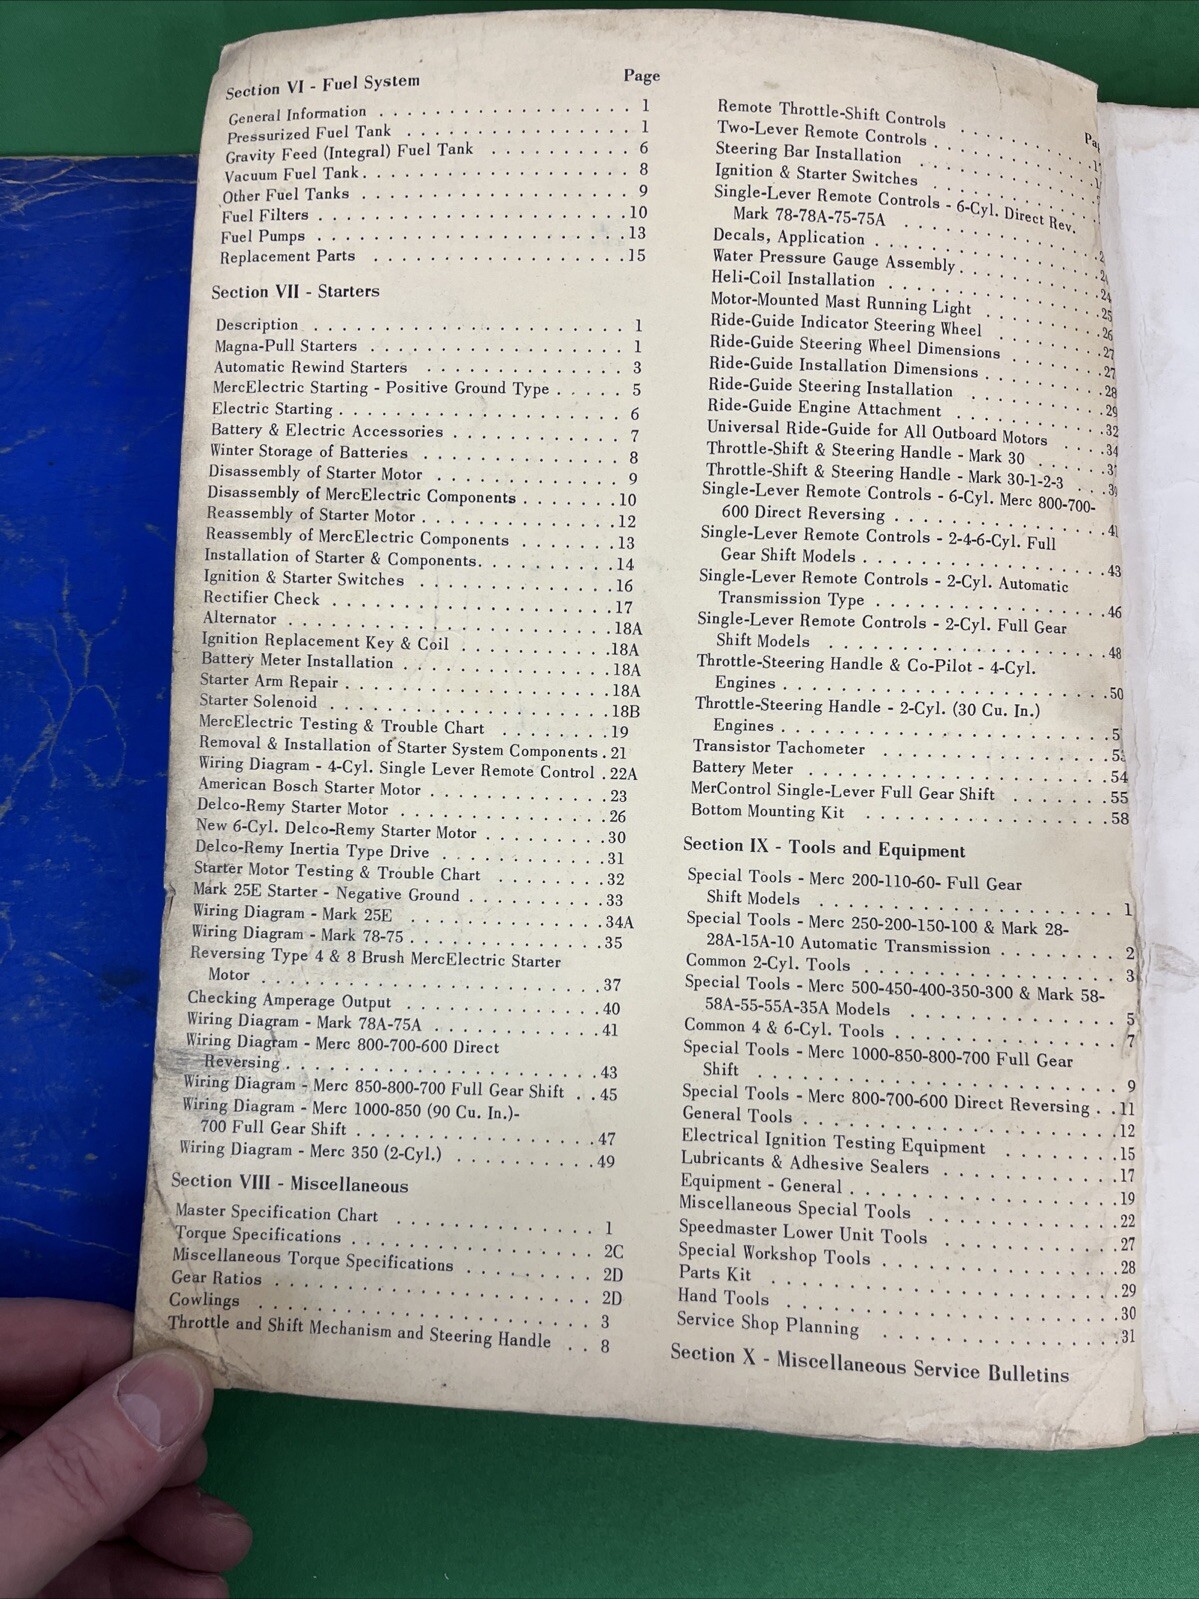 Section VI - Fuel System Page
General Information . . . . . . . . . . . . . . . . 1
Pressurized Fuel Tank . . . . . . . . . . . . . . . 1
Gravity Feed (Integral) Fuel Tank . . . . . . . . . . 6
Vacuum Fuel Tank . . . . . . . . . . . . . . . . . 8
Other Fuel Tanks . . . . . . . . . . . . . . . . . 9
Fuel Filters . . . . . . . . . . . . . . . . . . . 10
Fuel Pumps . . . . . . . . . . . . . . . . . . . 13
Replacement Parts . . . . . . . . . . . . . . . . 15
Section VII - Starters
Description . . . . . . . . . . . . . . . . . . . 1
Magna-Pull Starters . . . . . . . . . . . . . . . . 1
Automatic Rewind Starters . . . . . . . . . . . . . 3
MercElectric Starting - Positive Ground Type . . . . . 5
Electric Starting . . . . . . . . . . . . . . . . . 6
Battery & Electric Accessories . . . . . . . . . . . 7
Winter Storage of Batteries . . . . . . . . . . . . 8
Disassembly of Starter Motor . . . . . . . . . . . . 9
Disassembly of MercElectric Components . . . . . . . 10
Reassembly of Starter Motor . . . . . . . . . . . . 12
Reassembly of MercElectric Components . . . . . . . 13
Installation of Starter & Components . . . . . . . . 14
Ignition & Starter Switches . . . . . . . . . . . . 16
Rectifier Check . . . . . . . . . . . . . . . . . 17
Alternator . . . . . . . . . . . . . . . . . . . 18A
Ignition Replacement Key & Coil . . . . . . . . . . 18A
Battery Meter Installation . . . . . . . . . . . . 18A
Starter Arm Repair . . . . . . . . . . . . . . . . 18A
Starter Solenoid . . . . . . . . . . . . . . . . . 18B
MercElectric Testing & Trouble Chart . . . . . . . . 19
Removal & Installation of Starter System Components . 21
Wiring Diagram - 4-Cyl. Single Lever Remote Control . 22A
American Bosch Starter Motor . . . . . . . . . . . . 23
Delco-Remy Starter Motor . . . . . . . . . . . . . 26
New 6-Cyl. Delco-Remy Starter Motor . . . . . . . . 30
Delco-Remy Inertia Type Drive . . . . . . . . . . . 31
Starter Motor Testing & Trouble Chart . . . . . . . . 32
Mark 25E Starter - Negative Ground . . . . . . . . . 33
Wiring Diagram - Mark 25E . . . . . . . . . . . . . 34A
Wiring Diagram - Mark 78-75 . . . . . . . . . . . . 35
Reversing Type 4 & 8 Brush MercElectric Starter
Motor . . . . . . . . . . . . . . . . . . . . . 37
Checking Amperage Output . . . . . . . . . . . . . 40
Wiring Diagram - Mark 78A-75A . . . . . . . . . . . 41
Wiring Diagram - Merc 800-700-600 Direct
Reversing . . . . . . . . . . . . . . . . . . . 43
Wiring Diagram - Merc 850-800-700 Full Gear Shift . . 45
Wiring Diagram - Merc 1000-850 (90 Cu. In.)-
700 Full Gear Shift . . . . . . . . . . . . . . . 47
Wiring Diagram - Merc 350 (2-Cyl.) . . . . . . . . . 49
Section VIII - Miscellaneous
Master Specification Chart . . . . . . . . . . . . 1
Torque Specifications . . . . . . . . . . . . . . . 2C
Miscellaneous Torque Specifications . . . . . . . . . 2D
Gear Ratios . . . . . . . . . . . . . . . . . . . 2D
Cowlings . . . . . . . . . . . . . . . . . . . . 3
Throttle and Shift Mechanism and Steering Handle . . 8
Remote Throttle-Shift Controls . . . . . . . .
Two-Lever Remote Controls . . . . . . . . . .
Steering Bar Installation . . . . . . . . . .
Ignition & Starter Switches . . . . . . . . .
Single-Lever Remote Controls - 6-Cyl. Direct Rev.
Mark 78-78A-75-75A . . . . . . . . . . . .
Decals, Application . . . . . . . . . . . .
Water Pressure Gauge Assembly . . . . . . . .
Heli-Coil Installation . . . . . . . . . . . 24
Motor-Mounted Mast Running Light . . . . . . . 25
Ride-Guide Indicator Steering Wheel . . . . . . 26
Ride-Guide Steering Wheel Dimensions . . . . . 27
Ride-Guide Installation Dimensions . . . . . . 27
Ride-Guide Steering Installation . . . . . . . 28
Ride-Guide Engine Attachment . . . . . . . . . 29
Universal Ride-Guide for All Outboard Motors . . . 32
Throttle-Shift & Steering Handle - Mark 30 . . . . 34
Throttle-Shift & Steering Handle - Mark 30-1-2-3 . . 37
Single-Lever Remote Controls - 6-Cyl. Merc 800-700-
600 Direct Reversing . . . . . . . . . . . . 41
Single-Lever Remote Controls - 2-4-6-Cyl. Full
Gear Shift Models . . . . . . . . . . . . . . 43
Single-Lever Remote Controls - 2-Cyl. Automatic
Transmission Type . . . . . . . . . . . . . . 46
Single-Lever Remote Controls - 2-Cyl. Full Gear
Shift Models . . . . . . . . . . . . . . . . 48
Throttle-Steering Handle & Co-Pilot - 4-Cyl.
Engines . . . . . . . . . . . . . . . . . . 50
Throttle-Steering Handle - 2-Cyl. (30 Cu. In.)
Engines . . . . . . . . . . . . . . . . . .
Transistor Tachometer . . . . . . . . . . . . 53
Battery Meter . . . . . . . . . . . . . . . . 54
MerControl Single-Lever Full Gear Shift . . . . . 55
Bottom Mounting Kit . . . . . . . . . . . . . 58
Section IX - Tools and Equipment
Special Tools - Merc 200-110-60- Full Gear
Shift Models . . . . . . . . . . . . . . . . 1
Special Tools - Merc 250-200-150-100 & Mark 28-
28A-15A-10 Automatic Transmission . . . . . . . 2
Common 2-Cyl. Tools . . . . . . . . . . . . . 3
Special Tools - Merc 500-450-400-350-300 & Mark 58-
58A-55-55A-35A Models . . . . . . . . . . . . 5
Common 4 & 6-Cyl. Tools . . . . . . . . . . . 7
Special Tools - Merc 1000-850-800-700 Full Gear
Shift . . . . . . . . . . . . . . . . . . . 9
Special Tools - Merc 800-700-600 Direct Reversing . . 11
General Tools . . . . . . . . . . . . . . . . 12
Electrical Ignition Testing Equipment . . . . . . 15
Lubricants & Adhesive Sealers . . . . . . . . . 17
Equipment - General . . . . . . . . . . . . . 19
Miscellaneous Special Tools . . . . . . . . . . 22
Speedmaster Lower Unit Tools . . . . . . . . . 27
Special Workshop Tools . . . . . . . . . . . . 28
Parts Kit . . . . . . . . . . . . . . . . . . 29
Hand Tools . . . . . . . . . . . . . . . . . 30
Service Shop Planning . . . . . . . . . . . . . 31
Section X - Miscellaneous Service Bulletins